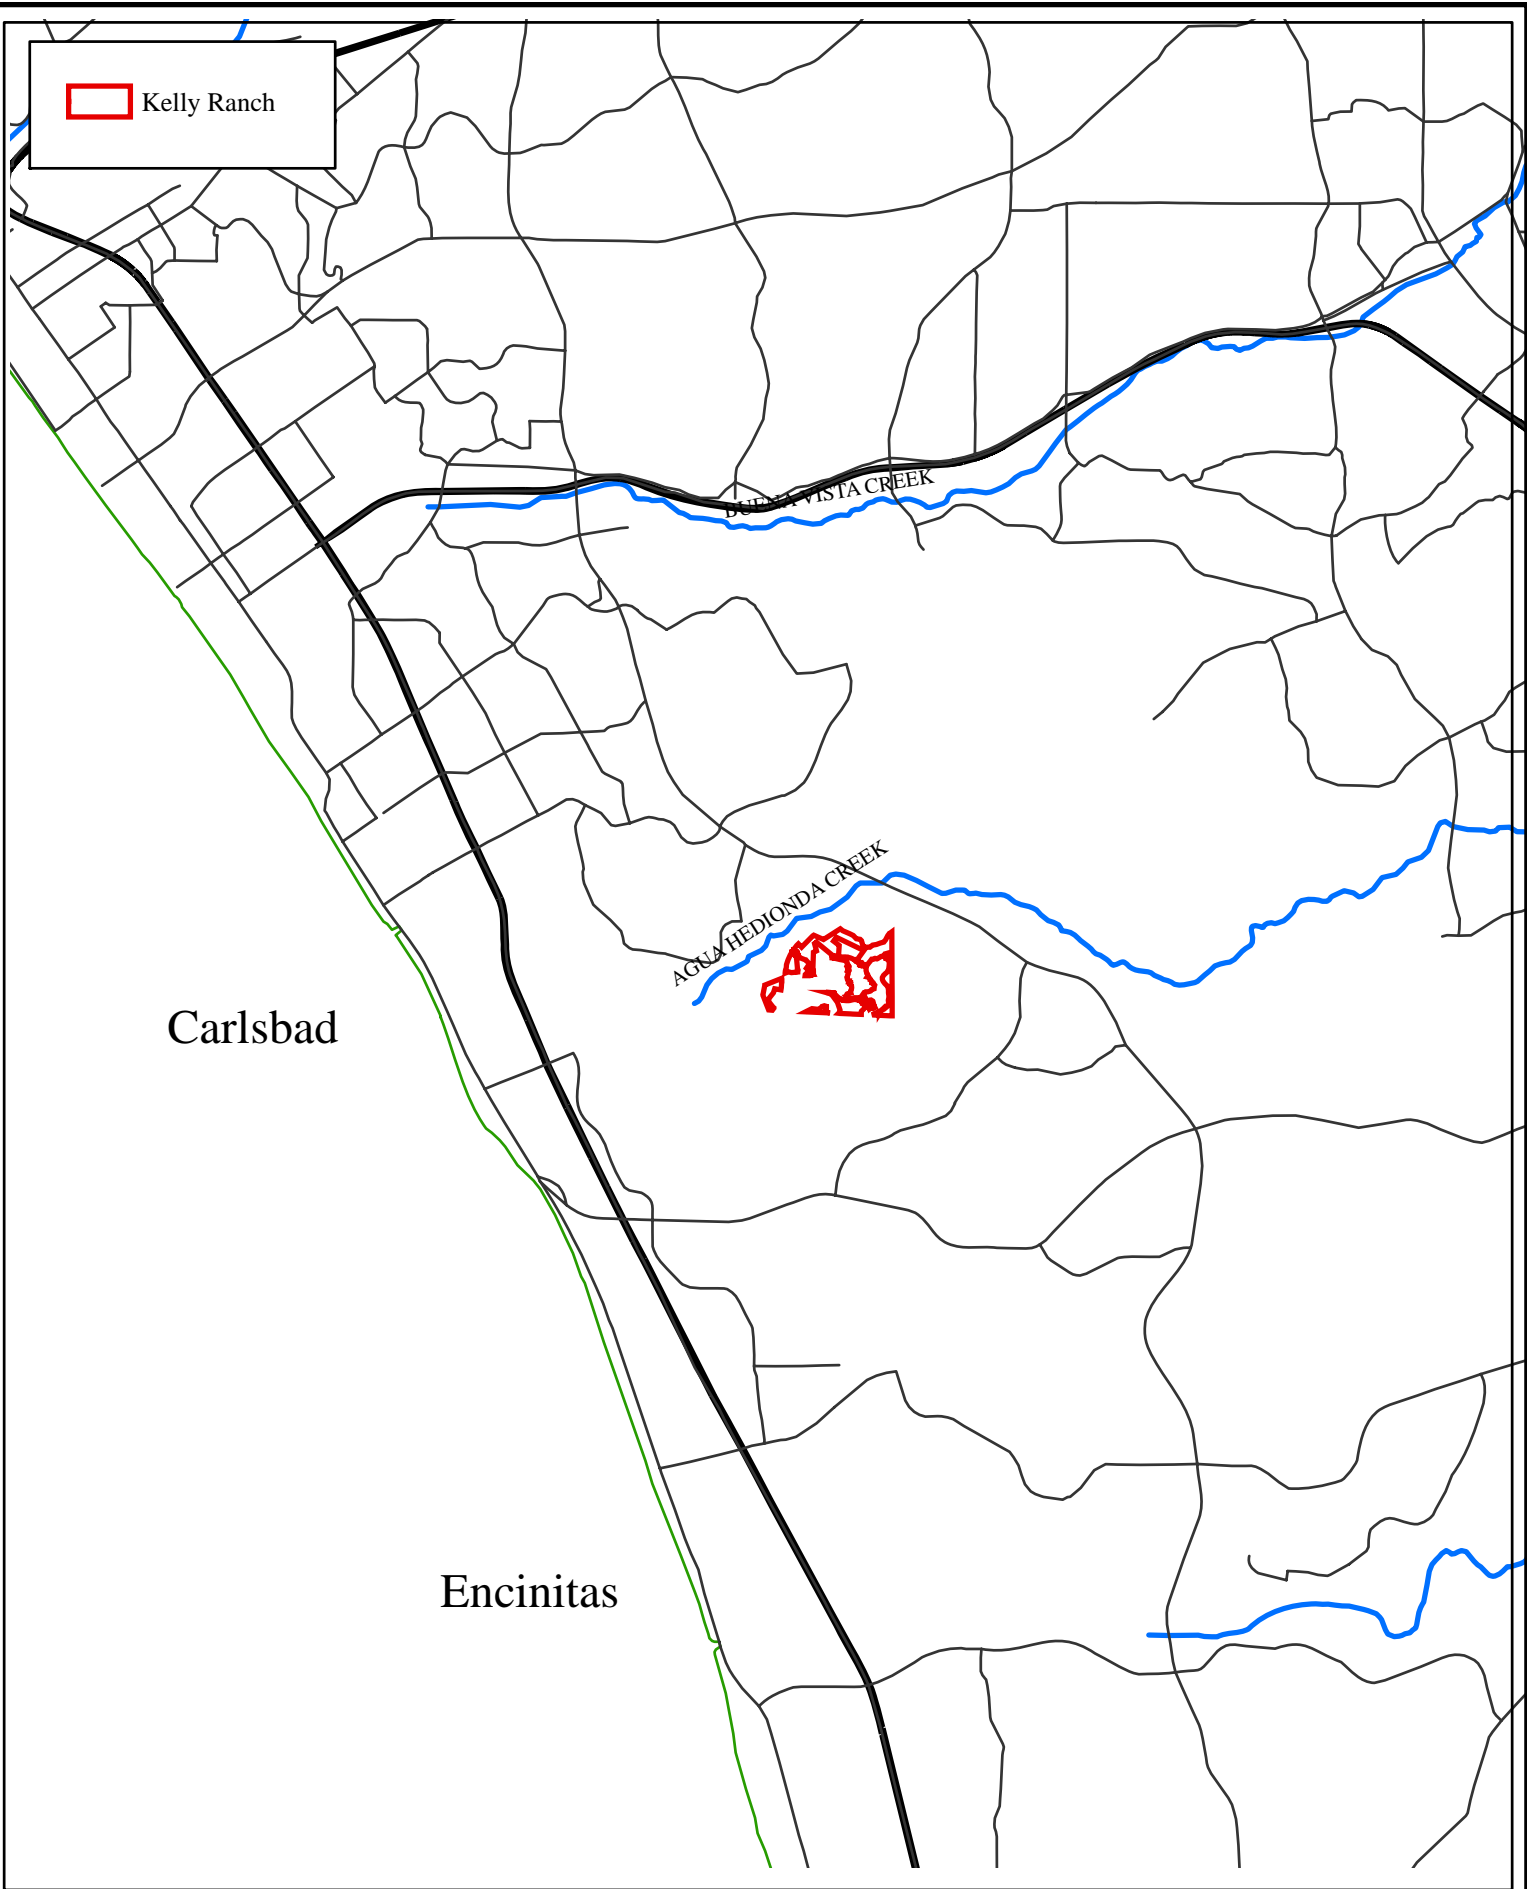 Kelly Ranch
BUENA VISTA CREEK
AGUA HEDIONDA CREEK
Carlsbad
Encinitas